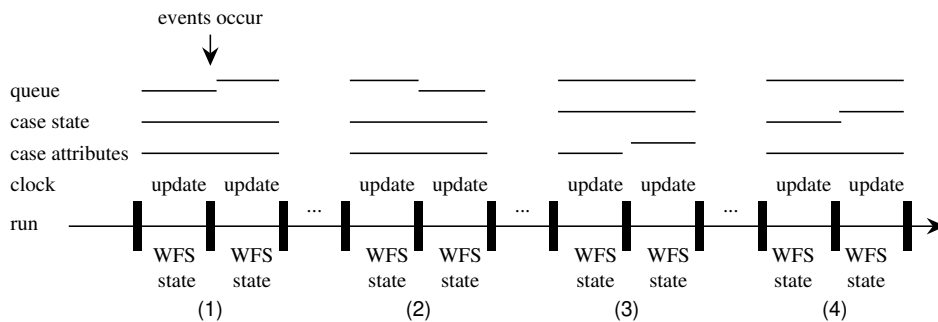 events occur
queue
case state
case attributes
clock update update update update update update update update
run ... ... ...
WFS WFS WFS WFS WFS WFS WFS WFS
state state state state state state state state
(1) (2) (3) (4)